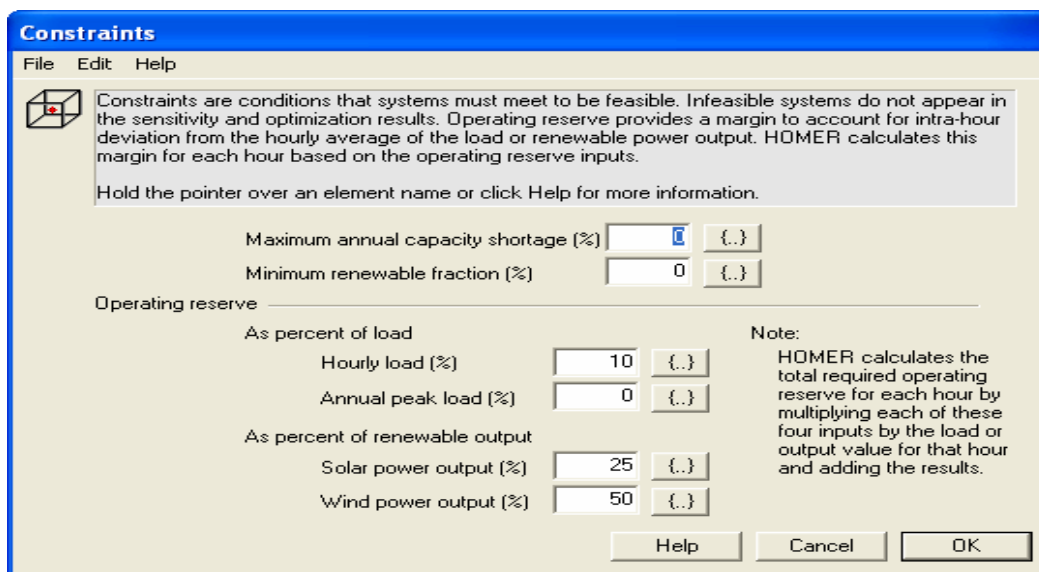 Constraints
File Edit Help
Constraints are conditions that systems must meet to be feasible. Infeasible systems do not appear in
the sensitivity and optimization results. Operating reserve provides a margin to account for intra-hour
deviation from the hourly average of the load or renewable power output. HOMER calculates this
margin for each hour based on the operating reserve inputs.
Hold the pointer over an element name or click Help for more information.
Maximum annual capacity shortage (%) 0 {..}
Minimum renewable fraction (%) 0 {..}
Operating reserve
As percent of load
Hourly load (%) 10 {..}
Annual peak load (%) 0 {..}
As percent of renewable output
Solar power output (%) 25 {..}
Wind power output (%) 50 {..}
Note:
HOMER calculates the
total required operating
reserve for each hour by
multiplying each of these
four inputs by the load or
output value for that hour
and adding the results.
Help Cancel OK